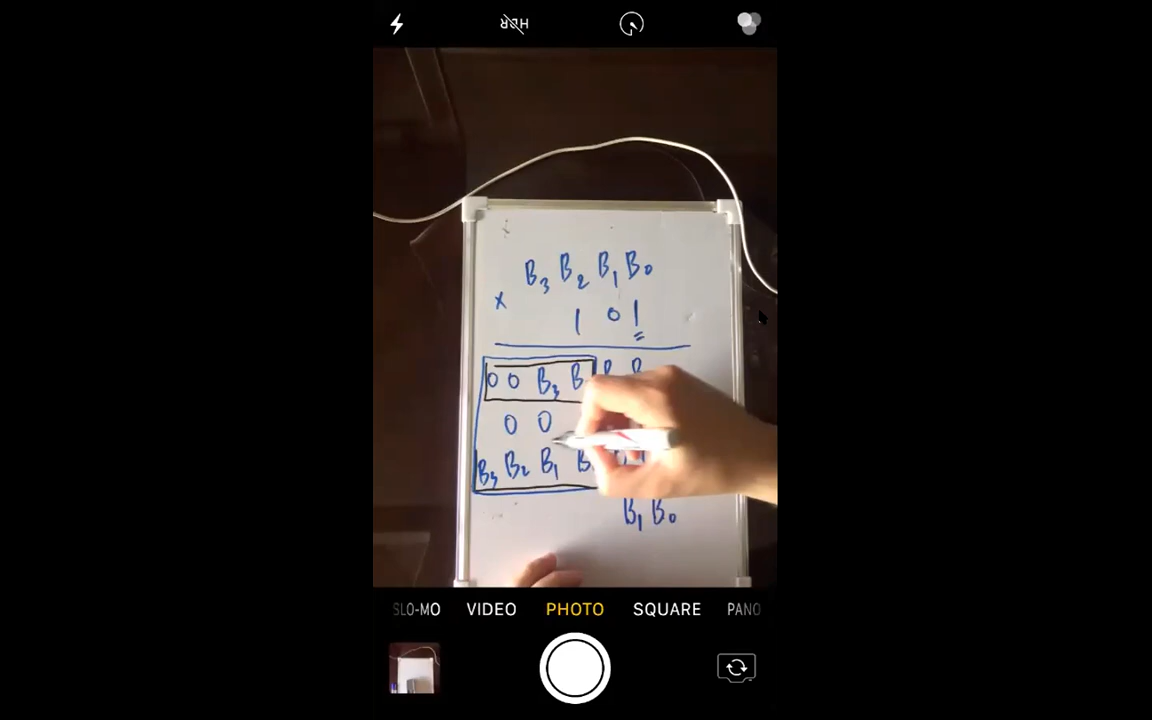 HDR
B₃ B₂ B₁ B₀
x 1 0 1
0 0 B₃
0 0
B₃ B₂ B₁
B₁ B₀
SLO-MO VIDEO PHOTO SQUARE PANO